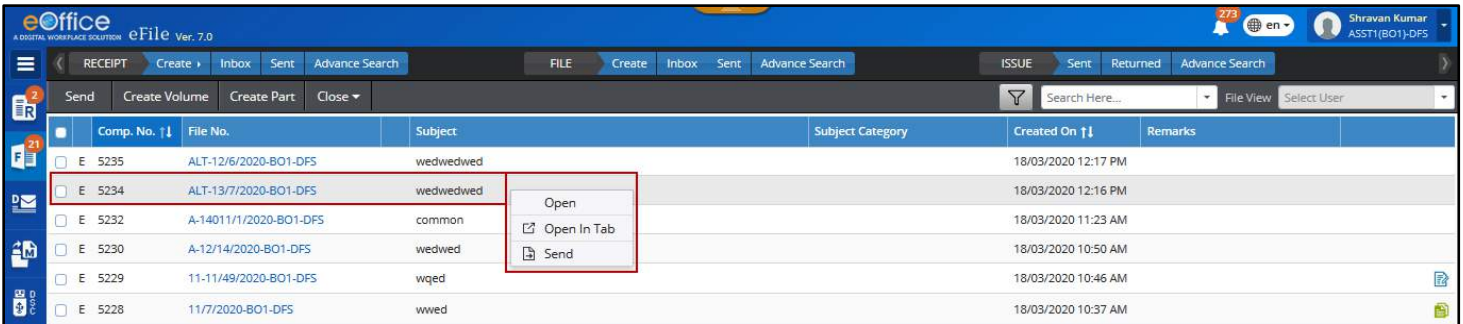 eOffice
A DIGITAL WORKPLACE SOLUTION eFile Ver. 7.0
273 en Shravan Kumar
ASST1(BO1)-DFS
RECEIPT Create Inbox Sent Advance Search FILE Create Inbox Sent Advance Search ISSUE Sent Returned Advance Search
2 R
Send Create Volume Create Part Close Search Here... File View Select User
Comp. No. File No. Subject Subject Category Created On Remarks
21 F
E 5235 ALT-12/6/2020-BO1-DFS wedwedwed 18/03/2020 12:17 PM
E 5234 ALT-13/7/2020-BO1-DFS wedwedwed 18/03/2020 12:16 PM
D
Open
E 5232 A-14011/1/2020-BO1-DFS common 18/03/2020 11:23 AM
Open In Tab
M
E 5230 A-12/14/2020-BO1-DFS wedwed 18/03/2020 10:50 AM
Send
E 5229 11-11/49/2020-BO1-DFS wqed 18/03/2020 10:46 AM
DSC
E 5228 11/7/2020-BO1-DFS wwed 18/03/2020 10:37 AM